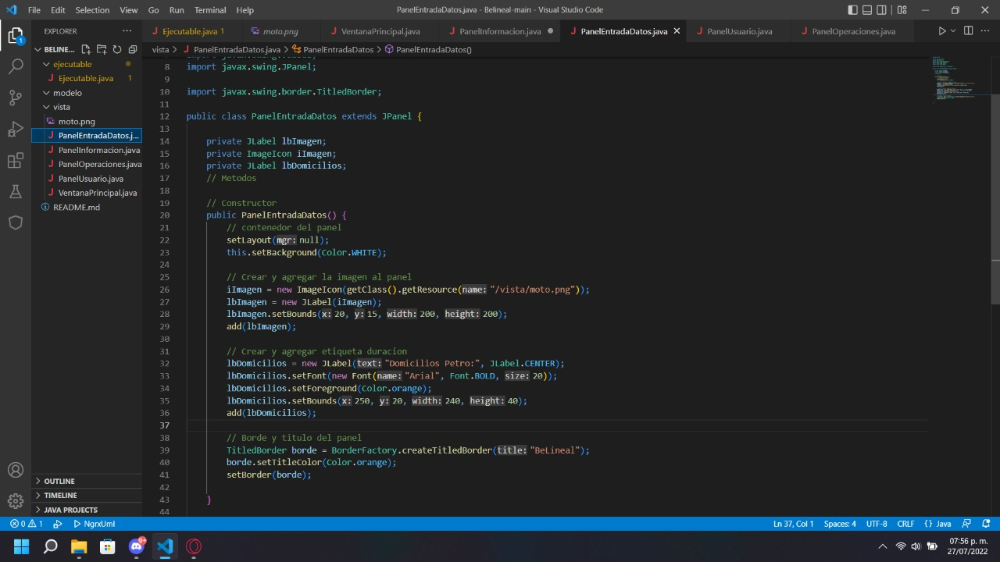 File Edit Selection View Go Run Terminal Help
PanelEntradaDatos.java - Belineal-main - Visual Studio Code
EXPLORER
Ejecutable.java 1
moto.png
VentanaPrincipal.java
PanelInformacion.java
PanelEntradaDatos.java
PanelUsuario.java
PanelOperaciones.java
BELINE...
vista > PanelEntradaDatos.java > PanelEntradaDatos > PanelEntradaDatos()
1
ejecutable
Ejecutable.java 1
modelo
vista
moto.png
PanelEntradaDatos.j...
PanelInformacion.java
PanelOperaciones.java
PanelUsuario.java
VentanaPrincipal.java
README.md
OUTLINE
TIMELINE
JAVA PROJECTS
8 import javax.swing.JPanel;
9
10 import javax.swing.border.TitledBorder;
11
12 public class PanelEntradaDatos extends JPanel {
13
14 private JLabel lbImagen;
15 private ImageIcon iImagen;
16 private JLabel lbDomicilios;
17 // Metodos
18
19 // Constructor
20 public PanelEntradaDatos() {
21 // contenedor del panel
22 setLayout(mgr: null);
23 this.setBackground(Color.WHITE);
24
25 // Crear y agregar la imagen al panel
26 iImagen = new ImageIcon(getClass().getResource(name: "/vista/moto.png"));
27 lbImagen = new JLabel(iImagen);
28 lbImagen.setBounds(x: 20, y: 15, width: 200, height: 200);
29 add(lbImagen);
30
31 // Crear y agregar etiqueta duracion
32 lbDomicilios = new JLabel(text: "Domicilios Petro:", JLabel.CENTER);
33 lbDomicilios.setFont(new Font(name: "Arial", Font.BOLD, size: 20));
34 lbDomicilios.setForeground(Color.orange);
35 lbDomicilios.setBounds(x: 250, y: 20, width: 240, height: 40);
36 add(lbDomicilios);
37
38 // Borde y titulo del panel
39 TitledBorder borde = BorderFactory.createTitledBorder(title: "BeLineal");
40 borde.setTitleColor(Color.orange);
41 setBorder(borde);
42
43 }
44
0 1 NgrxUml
Ln 37, Col 1 Spaces: 4 UTF-8 CRLF {} Java
9+
07:56 p. m.
27/07/2022